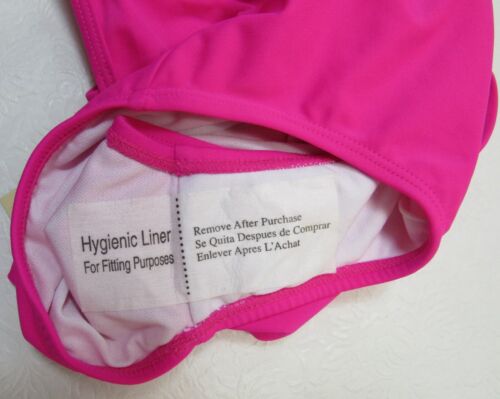 Hygienic Liner
For Fitting Purposes
Remove After Purchase
Se Quita Despues de Comprar
Enlever Apres L'Achat